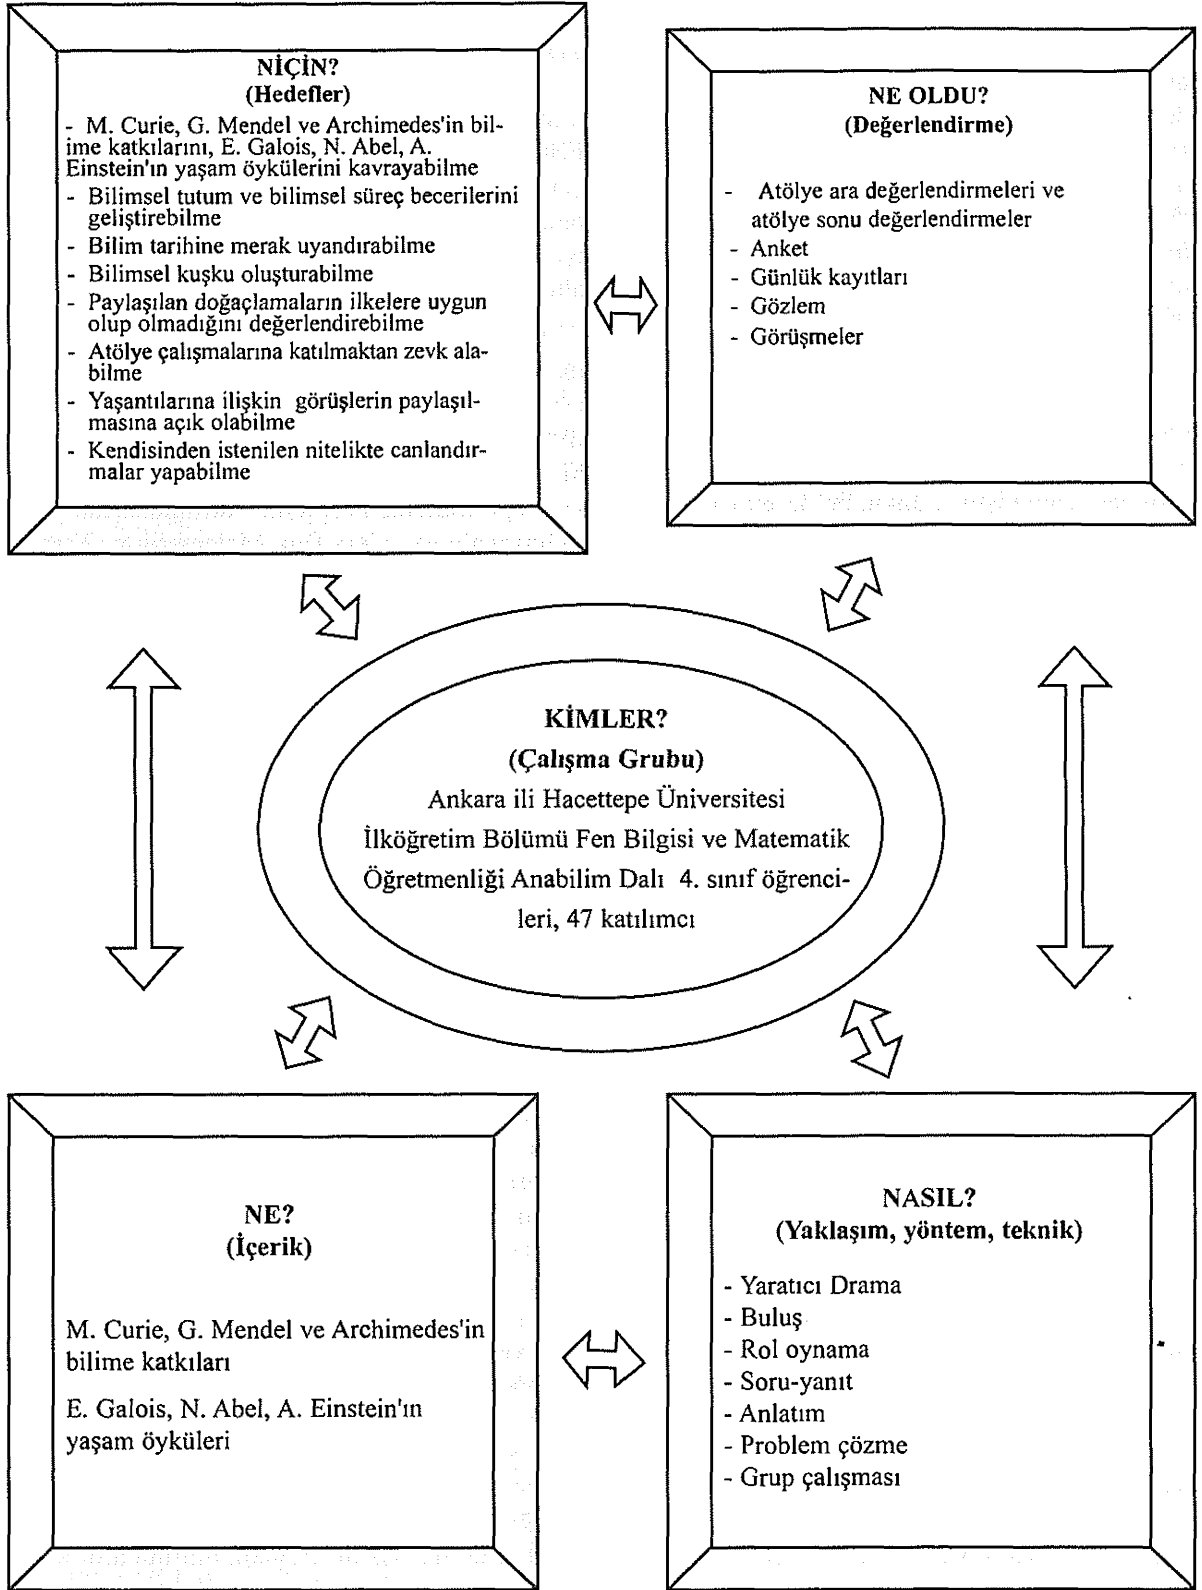 NİÇİN?
(Hedefler)
- M. Curie, G. Mendel ve Archimedes'in bil-
ime katkılarını, E. Galois, N. Abel, A.
Einstein'ın yaşam öykülerini kavrayabilme
- Bilimsel tutum ve bilimsel süreç becerilerini
geliştirebilme
- Bilim tarihine merak uyandırabilme
- Bilimsel kuşku oluşturabilme
- Paylaşılan doğaçlamaların ilkelere uygun
olup olmadığını değerlendirebilme
- Atölye çalışmalarına katılmaktan zevk ala-
bilme
- Yaşantılarına ilişkin görüşlerin paylaşıl-
masına açık olabilme
- Kendisinden istenilen nitelikte canlandır-
malar yapabilme
NE OLDU?
(Değerlendirme)
- Atölye ara değerlendirmeleri ve
atölye sonu değerlendirmeler
- Anket
- Günlük kayıtları
- Gözlem
- Görüşmeler
KİMLER?
(Çalışma Grubu)
Ankara ili Hacettepe Üniversitesi
İlköğretim Bölümü Fen Bilgisi ve Matematik
Öğretmenliği Anabilim Dalı 4. sınıf öğrenci-
leri, 47 katılımcı
NE?
(İçerik)
M. Curie, G. Mendel ve Archimedes'in
bilime katkıları
E. Galois, N. Abel, A. Einstein'ın
yaşam öyküleri
NASIL?
(Yaklaşım, yöntem, teknik)
- Yaratıcı Drama
- Buluş
- Rol oynama
- Soru-yanıt
- Anlatım
- Problem çözme
- Grup çalışması